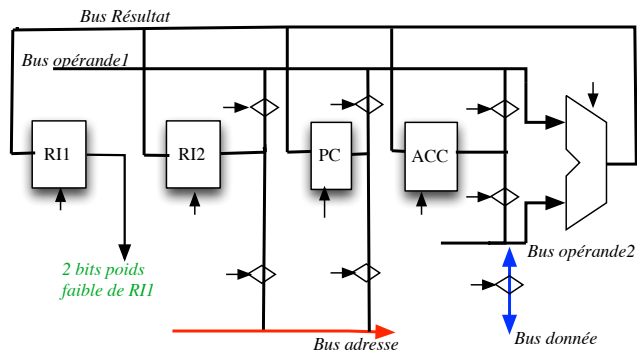 Bus Résultat
Bus opérande1
RI1
RI2
PC
ACC
Bus opérande2
2 bits poids
faible de RI1
Bus donnée
Bus adresse